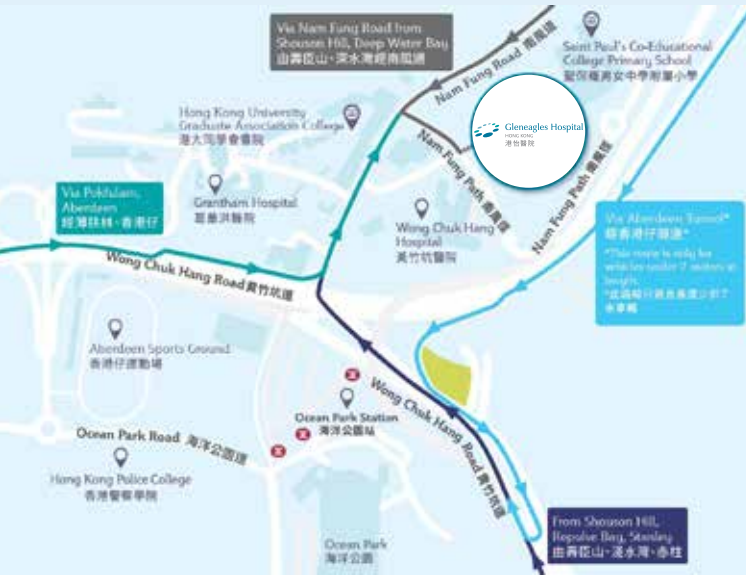 Via Nam Fung Road from
Shouson Hill, Deep Water Bay
由壽臣山、深水灣經南風道
Nam Fung Road 南風道
Saint Paul's Co-Educational
College Primary School
聖保羅男女中學附屬小學
Hong Kong University
Graduate Association College
港大同學會書院
Gleneagles Hospital
HONG KONG
港怡醫院
Nam Fung Path 南風徑
Nam Fung Path 南風徑
Grantham Hospital
葛量洪醫院
Via Pokfulam,
Aberdeen
經薄扶林、香港仔
Wong Chuk Hang
Hospital
黃竹坑醫院
Via Aberdeen Tunnel*
經香港仔隧道*
*This route is only for
vehicles under 7 meters in
length.
Wong Chuk Hang Road 黃竹坑道
Aberdeen Sports Ground
香港仔運動場
Ocean Park Station
海洋公園站
Wong Chuk Hang Road 黃竹坑道
Ocean Park Road 海洋公園道
Hong Kong Police College
香港警察學院
Ocean Park
海洋公園
From Shouson Hill,
Repulse Bay, Stanley
由壽臣山、淺水灣、赤柱